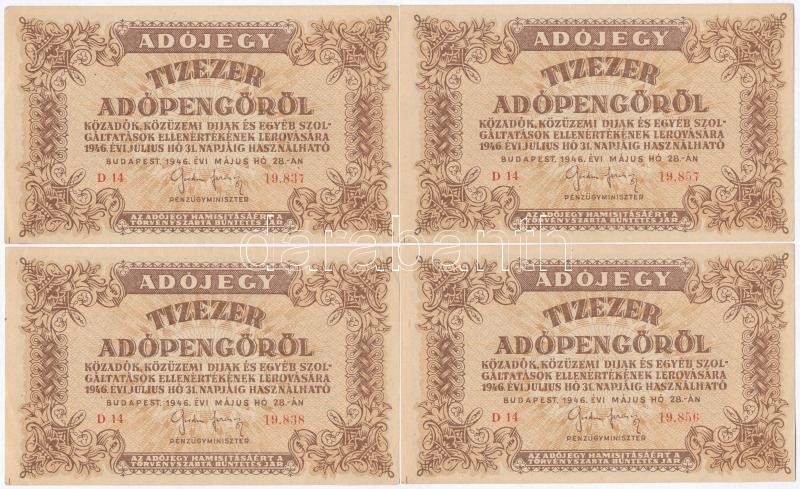 ADÓJEGY
TIZEZER
ADÓPENGŐRŐL
KÖZADÓK, KÖZÜZEMI DIJAK ÉS EGYÉB SZOL-
GÁLTATÁSOK ELLENÉRTÉKÉNEK LEROVÁSÁRA
1946. ÉVI JÚLIUS HÓ 31. NAPJÁIG HASZNÁLHATÓ
BUDAPEST, 1946. ÉVI MÁJUS HÓ 28.-ÁN
D 14 19.837
PÉNZÜGYMINISZTER
AZ ADÓJEGY HAMISITÁSÁÉRT A
TÖRVÉNYSZABTA BÜNTETÉS JÁR
ADÓJEGY
TIZEZER
ADÓPENGŐRŐL
KÖZADÓK, KÖZÜZEMI DIJAK ÉS EGYÉB SZOL-
GÁLTATÁSOK ELLENÉRTÉKÉNEK LEROVÁSÁRA
1946. ÉVI JÚLIUS HÓ 31. NAPJÁIG HASZNÁLHATÓ
BUDAPEST, 1946. ÉVI MÁJUS HÓ 28.-ÁN
D 14 19.857
PÉNZÜGYMINISZTER
AZ ADÓJEGY HAMISITÁSÁÉRT A
TÖRVÉNYSZABTA BÜNTETÉS JÁR
darabanth
ADÓJEGY
TIZEZER
ADÓPENGŐRŐL
KÖZADÓK, KÖZÜZEMI DIJAK ÉS EGYÉB SZOL-
GÁLTATÁSOK ELLENÉRTÉKÉNEK LEROVÁSÁRA
1946. ÉVI JÚLIUS HÓ 31. NAPJÁIG HASZNÁLHATÓ
BUDAPEST, 1946. ÉVI MÁJUS HÓ 28.-ÁN
D 14 19.838
PÉNZÜGYMINISZTER
AZ ADÓJEGY HAMISITÁSÁÉRT A
TÖRVÉNYSZABTA BÜNTETÉS JÁR
ADÓJEGY
TIZEZER
ADÓPENGŐRŐL
KÖZADÓK, KÖZÜZEMI DIJAK ÉS EGYÉB SZOL-
GÁLTATÁSOK ELLENÉRTÉKÉNEK LEROVÁSÁRA
1946. ÉVI JÚLIUS HÓ 31. NAPJÁIG HASZNÁLHATÓ
BUDAPEST, 1946. ÉVI MÁJUS HÓ 28.-ÁN
D 14 19.856
PÉNZÜGYMINISZTER
AZ ADÓJEGY HAMISITÁSÁÉRT A
TÖRVÉNYSZABTA BÜNTETÉS JÁR